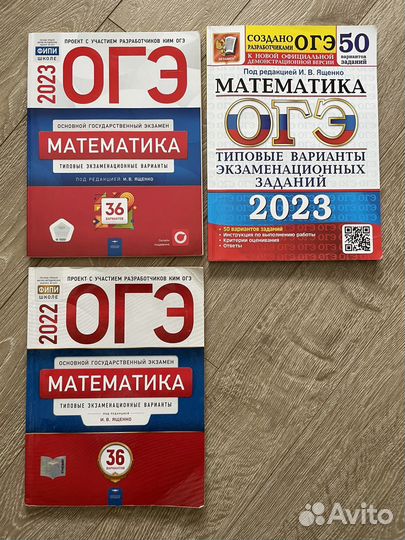 ФИПИ
ШКОЛЕ
ПРОЕКТ С УЧАСТИЕМ РАЗРАБОТЧИКОВ КИМ ОГЭ
2023
ОГЭ
ОСНОВНОЙ ГОСУДАРСТВЕННЫЙ ЭКЗАМЕН
МАТЕМАТИКА
ТИПОВЫЕ ЭКЗАМЕНАЦИОННЫЕ ВАРИАНТЫ
ПОД РЕДАКЦИЕЙ И. В. ЯЩЕНКО
36
ВАРИАНТОВ
СОЗДАНО
РАЗРАБОТЧИКАМИ
ОГЭ
50
вариантов
заданий
К НОВОЙ ОФИЦИАЛЬНОЙ
ДЕМОНСТРАЦИОННОЙ ВЕРСИИ
Под редакцией И. В. Ященко
МАТЕМАТИКА
ОГЭ
ТИПОВЫЕ ВАРИАНТЫ
ЭКЗАМЕНАЦИОННЫХ
ЗАДАНИЙ
2023
• 50 вариантов заданий
• Инструкция по выполнению работы
• Критерии оценивания
• Ответы
ФИПИ
ШКОЛЕ
ПРОЕКТ С УЧАСТИЕМ РАЗРАБОТЧИКОВ КИМ ОГЭ
2022
ОГЭ
ОСНОВНОЙ ГОСУДАРСТВЕННЫЙ ЭКЗАМЕН
МАТЕМАТИКА
ТИПОВЫЕ ЭКЗАМЕНАЦИОННЫЕ ВАРИАНТЫ
ПОД РЕДАКЦИЕЙ
И. В. ЯЩЕНКО
36
ВАРИАНТОВ
Avito